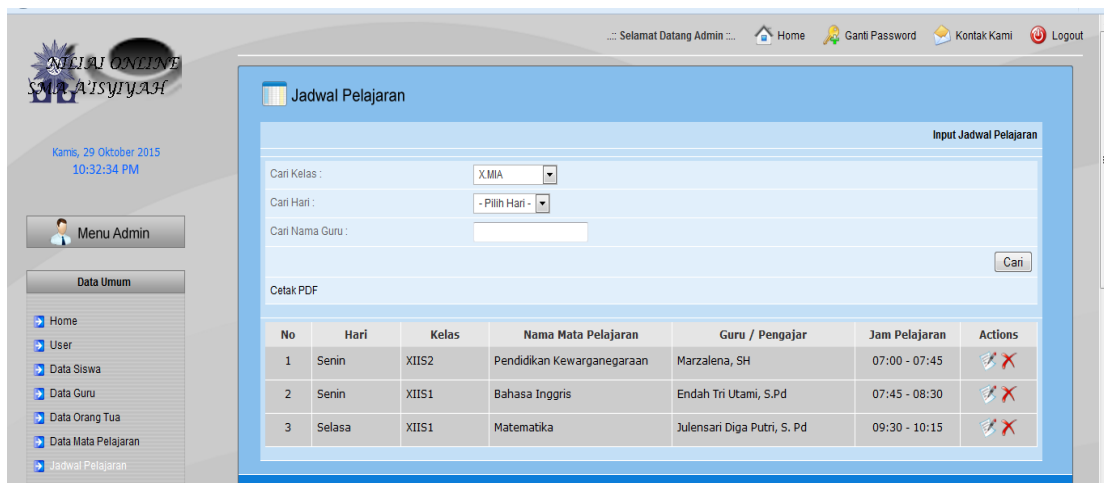 ..:: Selamat Datang Admin ::.. Home Ganti Password Kontak Kami Logout
NILIAI ONLINE
SMA A'ISYIYAH
Kamis, 29 Oktober 2015
10:32:34 PM
Menu Admin
Data Umum
Home
User
Data Siswa
Data Guru
Data Orang Tua
Data Mata Pelajaran
Jadwal Pelajaran
Jadwal Pelajaran
Input Jadwal Pelajaran
Cari Kelas : X.MIA
Cari Hari : - Pilih Hari -
Cari Nama Guru :
Cari
Cetak PDF
No Hari Kelas Nama Mata Pelajaran Guru / Pengajar Jam Pelajaran Actions
1 Senin XIIS2 Pendidikan Kewarganegaraan Marzalena, SH 07:00 - 07:45
2 Senin XIIS1 Bahasa Inggris Endah Tri Utami, S.Pd 07:45 - 08:30
3 Selasa XIIS1 Matematika Julensari Diga Putri, S. Pd 09:30 - 10:15